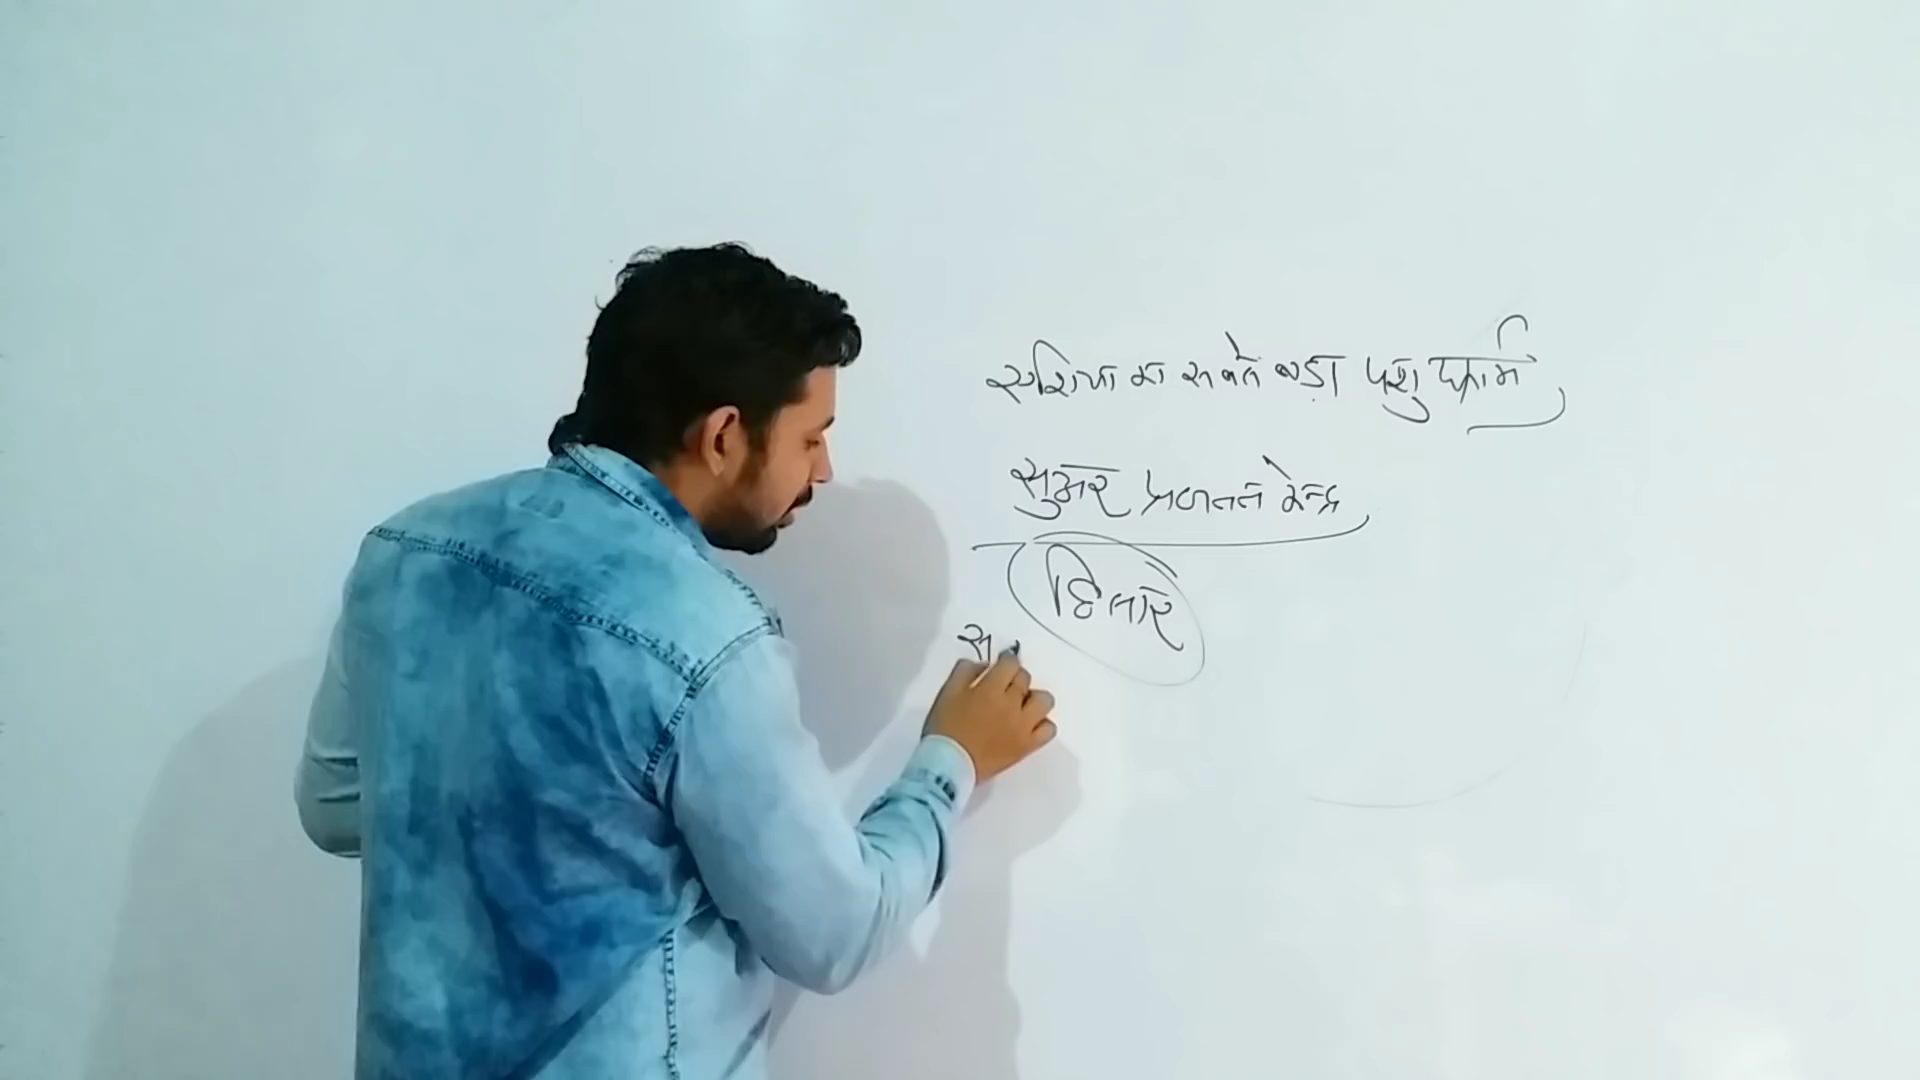 एशिया का सबसे बड़ा पशु फार्म
सुअर प्रजनन केन्द्र
हिसार
स